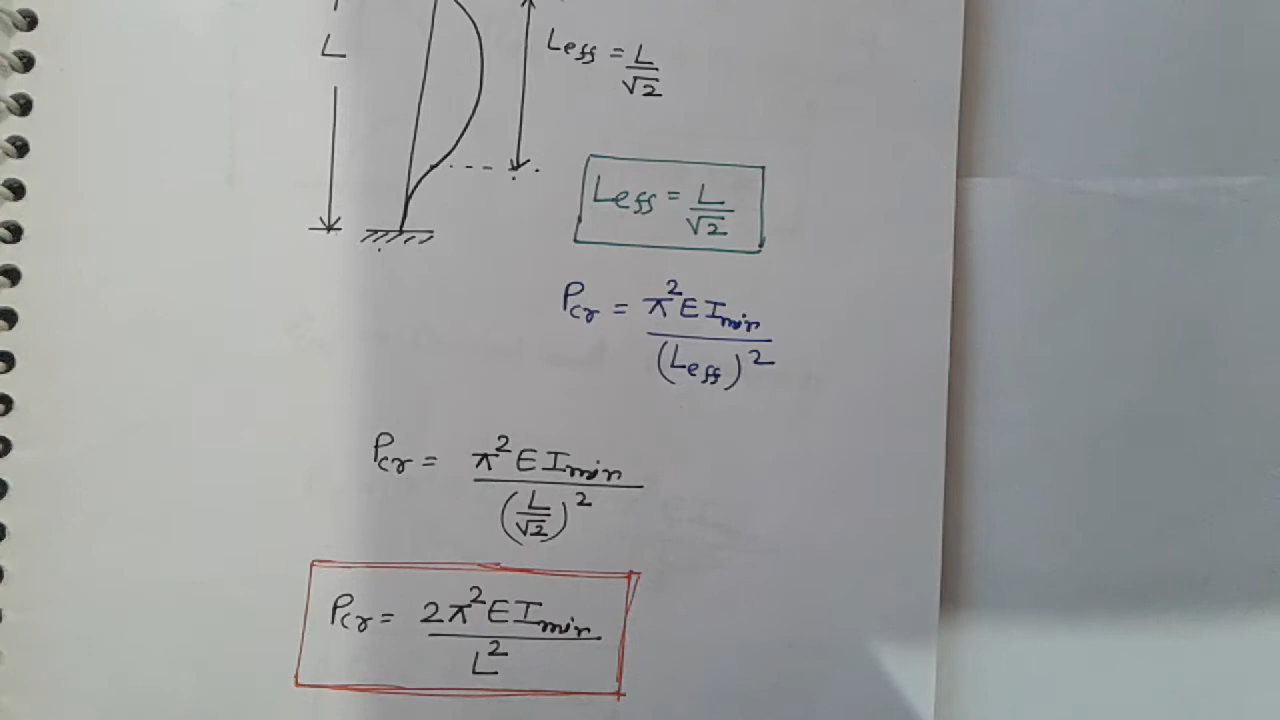 L
Leff = L/√2
Leff = L/√2
Pcr = π²EImin/(Leff)²
Pcr = π²EImin/(L/√2)²
Pcr = 2π²EImin/L²